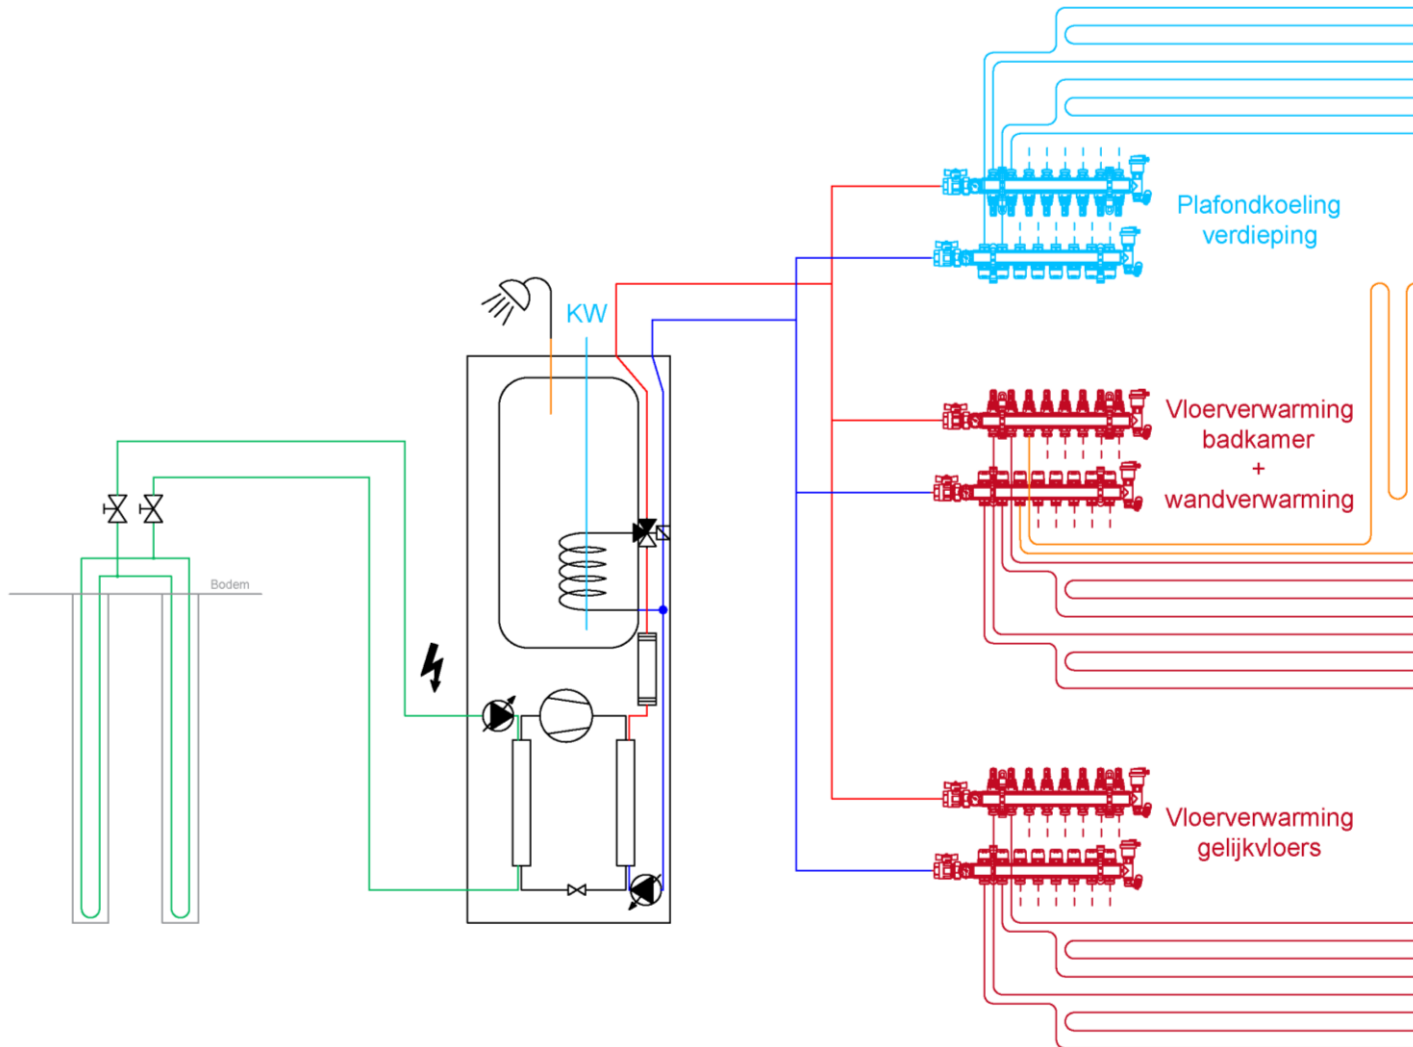 Plafondkoeling
verdieping
KW
Vloerverwarming
badkamer
+
wandverwarming
Bodem
Vloerverwarming
gelijkvloers